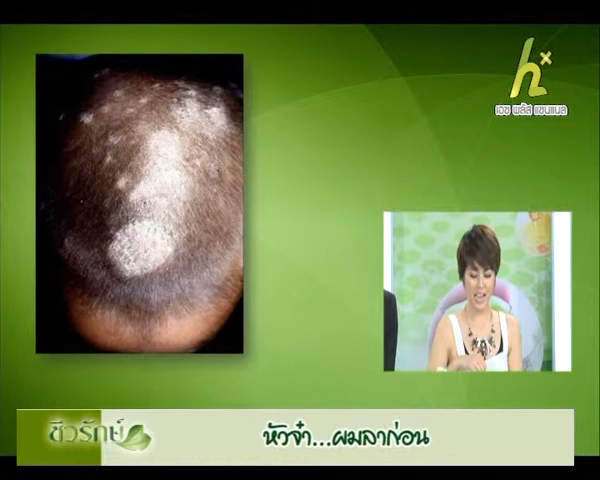 h+
เอช พลัส แชนแนล
ชีวรักษ์
หัวจ๋า...ผมลาก่อน